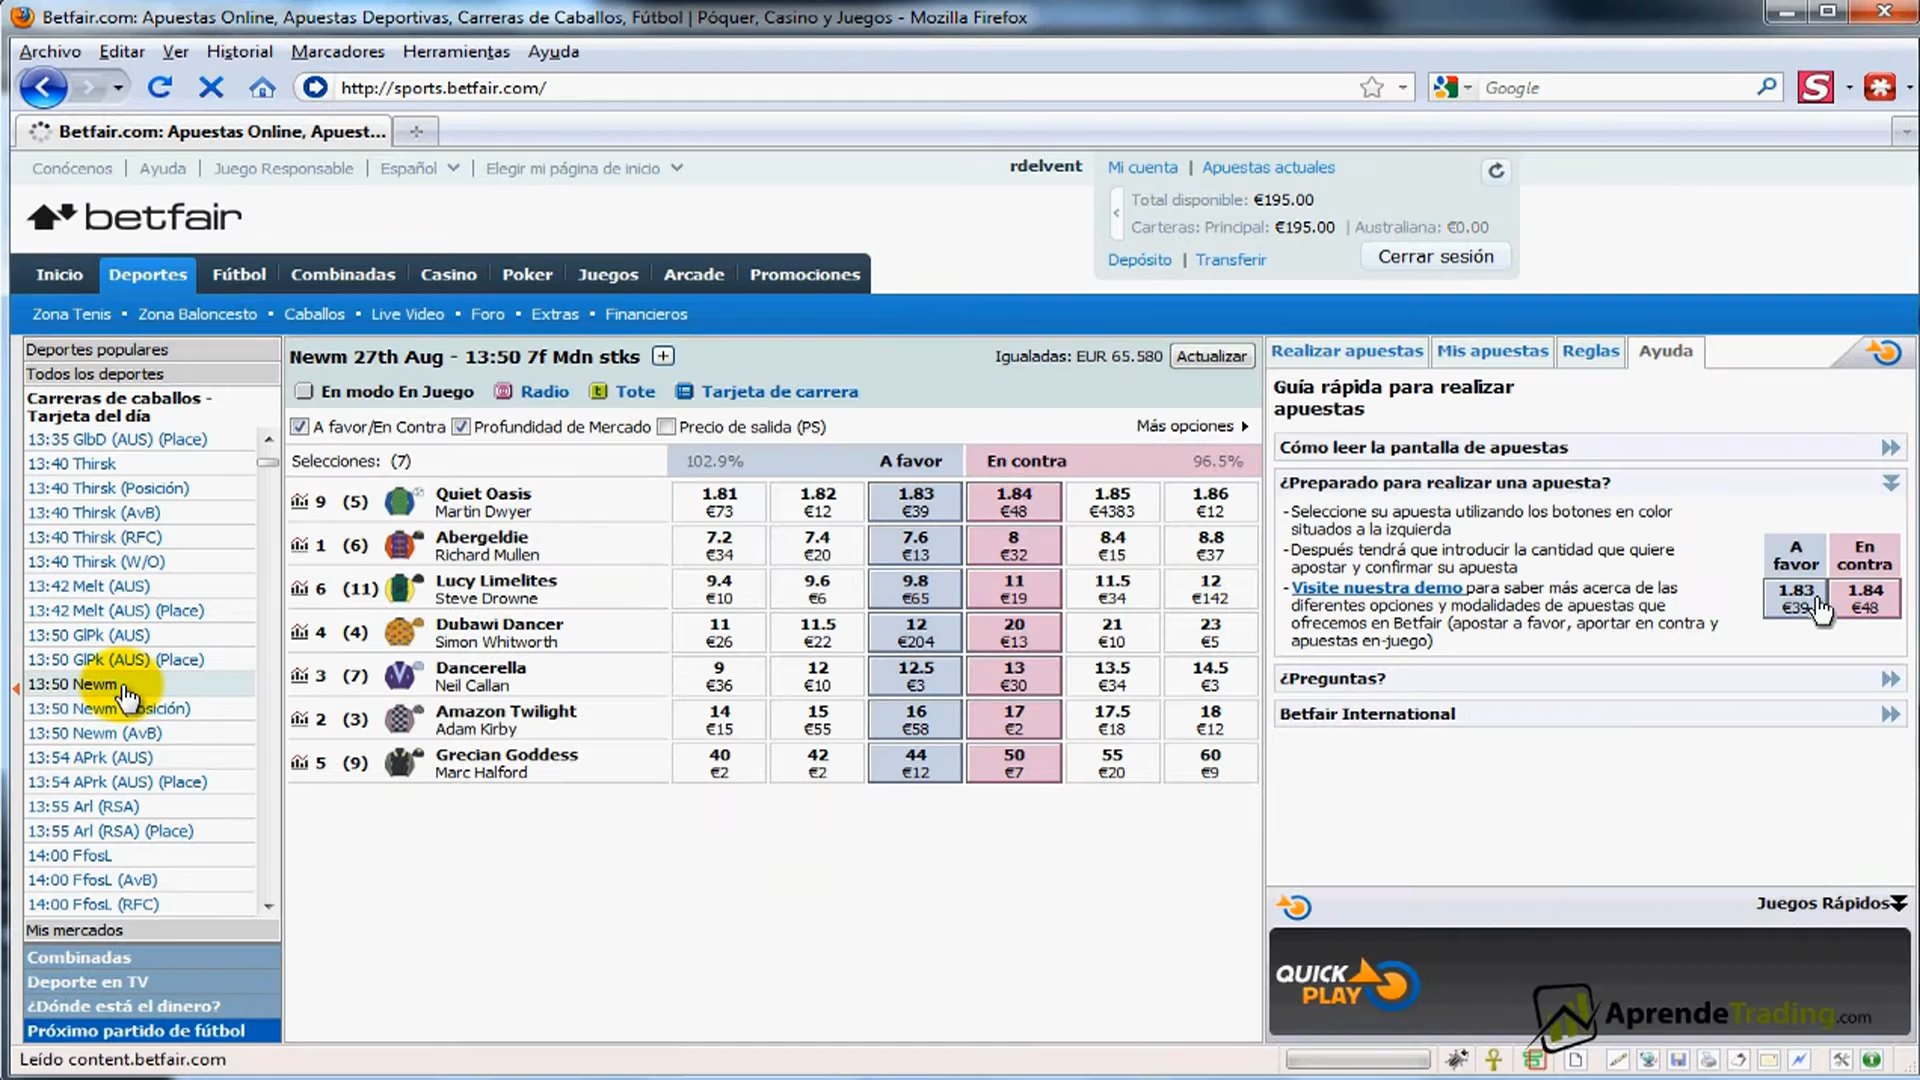 Betfair.com: Apuestas Online, Apuestas Deportivas, Carreras de Caballos, Fútbol | Póquer, Casino y Juegos - Mozilla Firefox
Archivo Editar Ver Historial Marcadores Herramientas Ayuda
http://sports.betfair.com/ Google
Betfair.com: Apuestas Online, Apuest...
Conócenos | Ayuda | Juego Responsable | Español | Elegir mi página de inicio
rdelvent Mi cuenta | Apuestas actuales
Total disponible: €195.00
Carteras: Principal: €195.00 | Australiana: €0.00
Depósito | Transferir Cerrar sesión
betfair
Inicio Deportes Fútbol Combinadas Casino Poker Juegos Arcade Promociones
Zona Tenis • Zona Baloncesto • Caballos • Live Video • Foro • Extras • Financieros
Deportes populares
Todos los deportes
Carreras de caballos -
Tarjeta del día
13:35 GlbD (AUS) (Place)
13:40 Thirsk
13:40 Thirsk (Posición)
13:40 Thirsk (AvB)
13:40 Thirsk (RFC)
13:40 Thirsk (W/O)
13:42 Melt (AUS)
13:42 Melt (AUS) (Place)
13:50 GlPk (AUS)
13:50 GlPk (AUS) (Place)
13:50 Newm
13:50 Newm
13:50 Newm (AvB)
13:54 APrk (AUS)
13:54 APrk (AUS) (Place)
13:55 Arl (RSA)
13:55 Arl (RSA) (Place)
14:00 FfosL
14:00 FfosL (AvB)
14:00 FfosL (RFC)
Mis mercados
Combinadas
Deporte en TV
¿Dónde está el dinero?
Próximo partido de fútbol
Newm 27th Aug - 13:50 7f Mdn stks Igualadas: EUR 65.580 Actualizar
En modo En Juego Radio t Tote Tarjeta de carrera
A favor/En Contra Profundidad de Mercado Precio de salida (PS) Más opciones
Selecciones: (7) 102.9% A favor En contra 96.5%
9 (5) Quiet Oasis 1.81 1.82 1.83 1.84 1.85 1.86
Martin Dwyer €73 €12 €39 €48 €4383 €12
1 (6) Abergeldie 7.2 7.4 7.6 8 8.4 8.8
Richard Mullen €34 €20 €13 €32 €15 €37
6 (11) Lucy Limelites 9.4 9.6 9.8 11 11.5 12
Steve Drowne €10 €6 €65 €19 €34 €142
4 (4) Dubawi Dancer 11 11.5 12 20 21 23
Simon Whitworth €26 €22 €204 €13 €10 €5
3 (7) Dancerella 9 12 12.5 13 13.5 14.5
Neil Callan €36 €10 €3 €30 €34 €3
2 (3) Amazon Twilight 14 15 16 17 17.5 18
Adam Kirby €15 €55 €58 €2 €18 €12
5 (9) Grecian Goddess 40 42 44 50 55 60
Marc Halford €2 €2 €12 €7 €20 €9
Realizar apuestas Mis apuestas Reglas Ayuda
Guía rápida para realizar
apuestas
Cómo leer la pantalla de apuestas
¿Preparado para realizar una apuesta?
-Seleccione su apuesta utilizando los botones en color
situados a la izquierda
-Después tendrá que introducir la cantidad que quiere
apostar y confirmar su apuesta
-Visite nuestra demo para saber más acerca de las
diferentes opciones y modalidades de apuestas que
ofrecemos en Betfair (apostar a favor, aportar en contra y
apuestas en-juego)
A En
favor contra
1.83 1.84
€39 €48
¿Preguntas?
Betfair International
Juegos Rápidos
QUICK
PLAY
AprendeTrading.com
Leído content.betfair.com